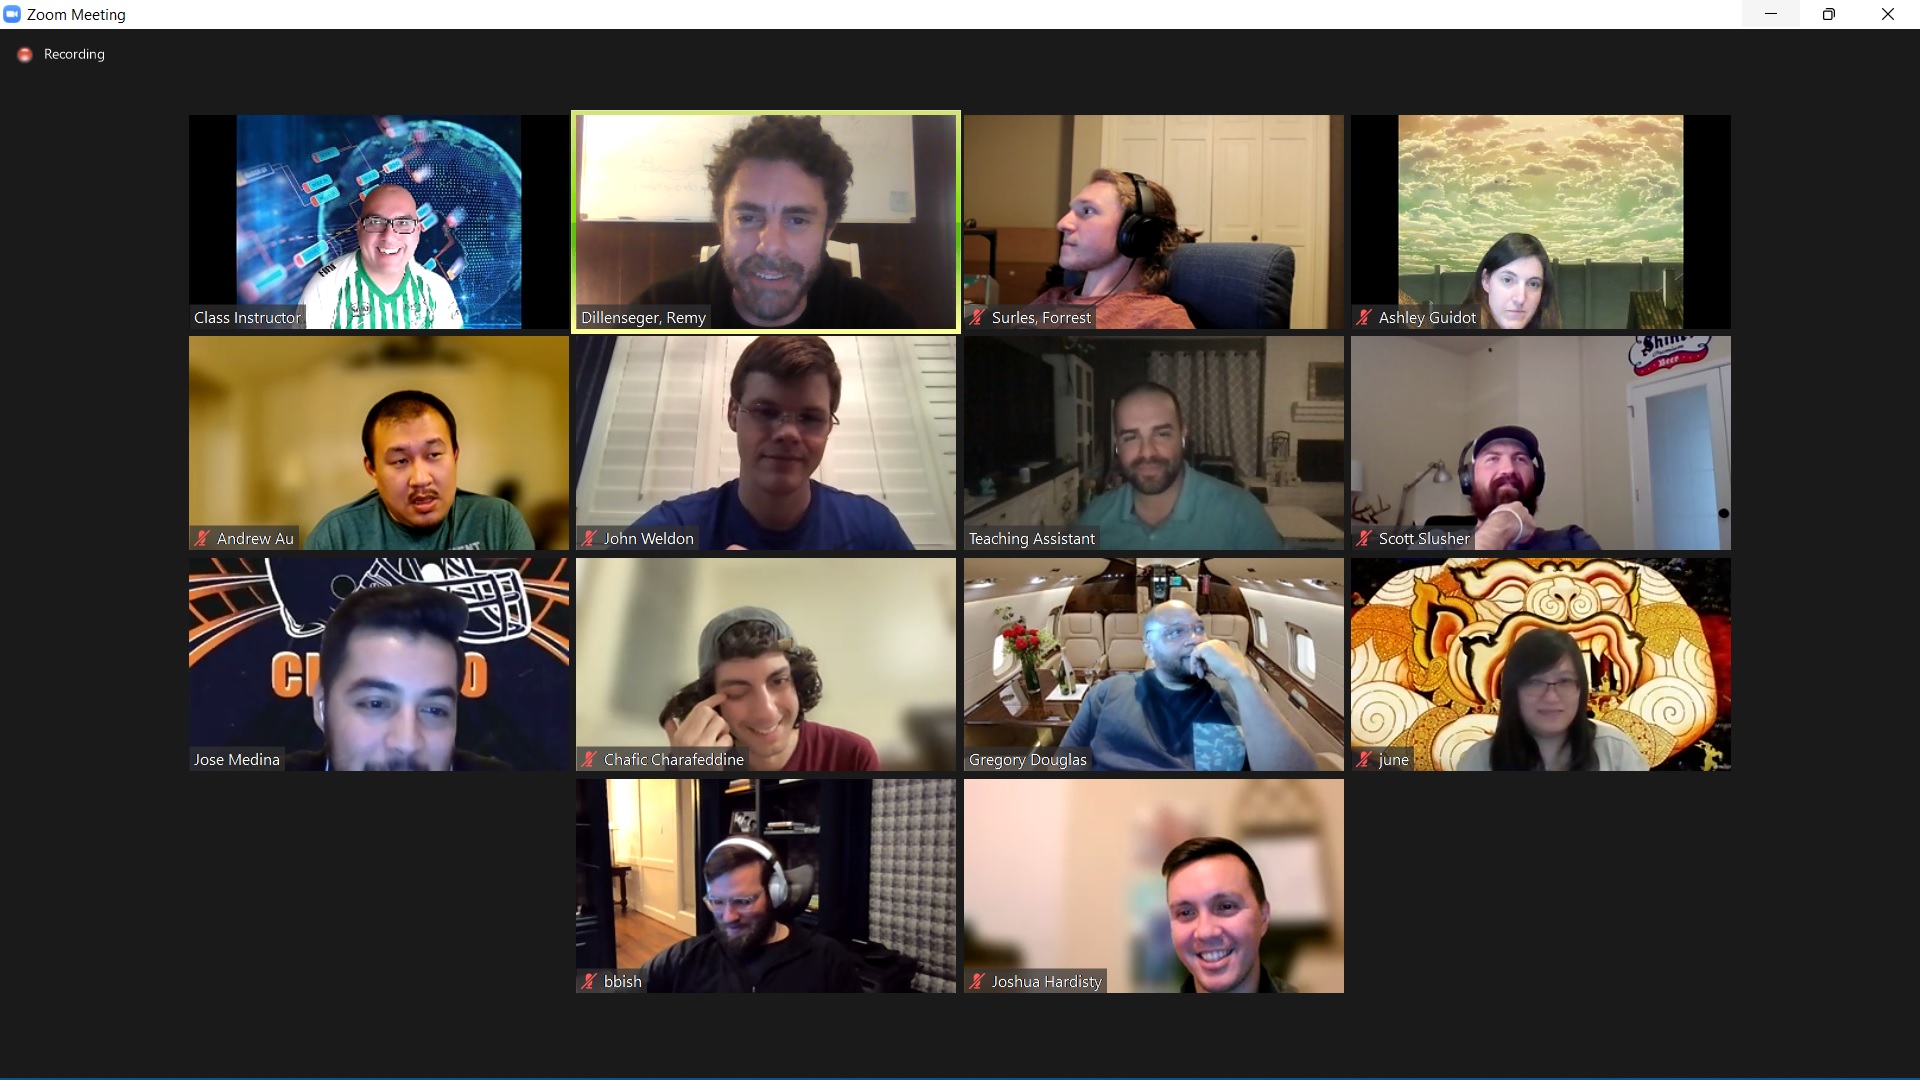 Zoom Meeting
Recording
Class Instructor
Dillenseger, Remy
Surles, Forrest
Ashley Guidot
Andrew Au
John Weldon
Teaching Assistant
Beer
Scott Slusher
Jose Medina
Chafic Charafeddine
Gregory Douglas
june
bbish
Joshua Hardisty